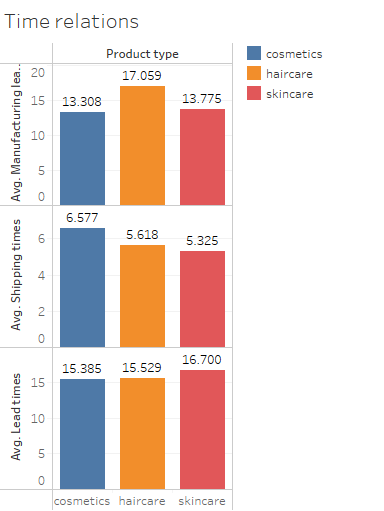 Time relations
Product type
cosmetics
haircare
skincare
Avg. Manufacturing lea..
20
15
10
5
0
13.308
17.059
13.775
Avg. Shipping times
6
4
2
0
6.577
5.618
5.325
Avg. Lead times
15
10
5
0
15.385
15.529
16.700
cosmetics haircare skincare